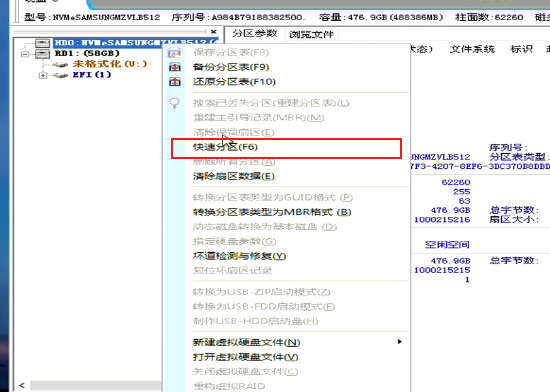 型号:NVMeSAMSUNGMZVLB512 序列号:A984B79188382500. 容量:476.9GB(488386MB) 柱面数:62260 磁头
分区参数 浏览文件
HD0:NVMeSAMSUNGMZVLB512(
RD1:(58GB)
未格式化(U:)
EFI(1)
保存分区表(F8)
备份分区表(F9)
还原分区表(F10)
搜索已丢失分区(重建分区表)(L)
重建主引导记录(MBR)(M)
清除保留扇区(E)
快速分区(F6)
删除所有分区(A)
清除扇区数据(E)
转换分区表类型为GUID格式 (P)
转换分区表类型为MBR格式 (B)
动态磁盘转换为基本磁盘 (D)
指定硬盘参数(G)
坏道检测与修复(Y)
复位坏扇区记录
转换为USB-ZIP启动模式(Z)
转换为USB-FDD启动模式(F)
制作USB-HDD启动盘(H)
新建虚拟硬盘文件(N)
打开虚拟硬盘文件(V)
关闭虚拟硬盘文件(C)
重构虚拟RAID
状态) 文件系统 标识 起
序列号:
UNGMZVLB512 分区表类型:
7F3-4207-8EF6-3DC370B8DBD
62260
255
63
476.9GB 总字节数:
1000216215 扇区大小:
空闲空间
476.9GB 总字节数:
1000215215
1